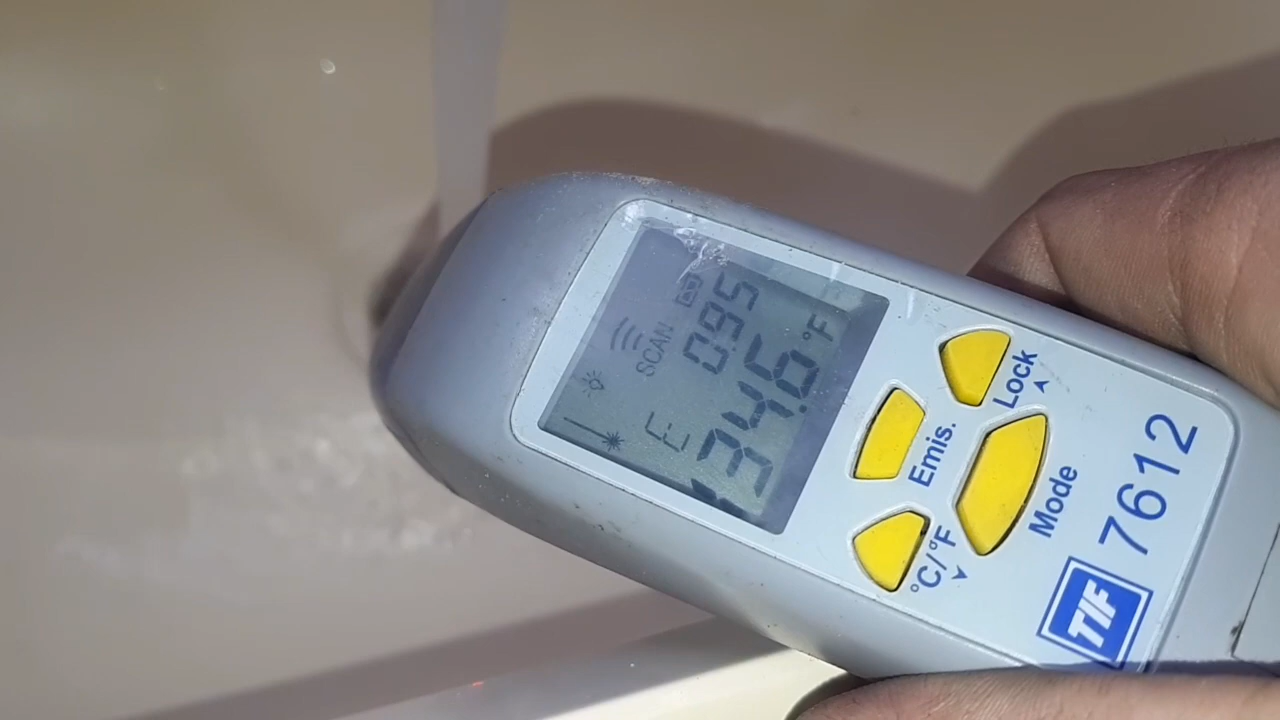 SCAN
E 0.95
134.6 °F
Lock
Emis.
Mode
°C/°F
TIF 7612